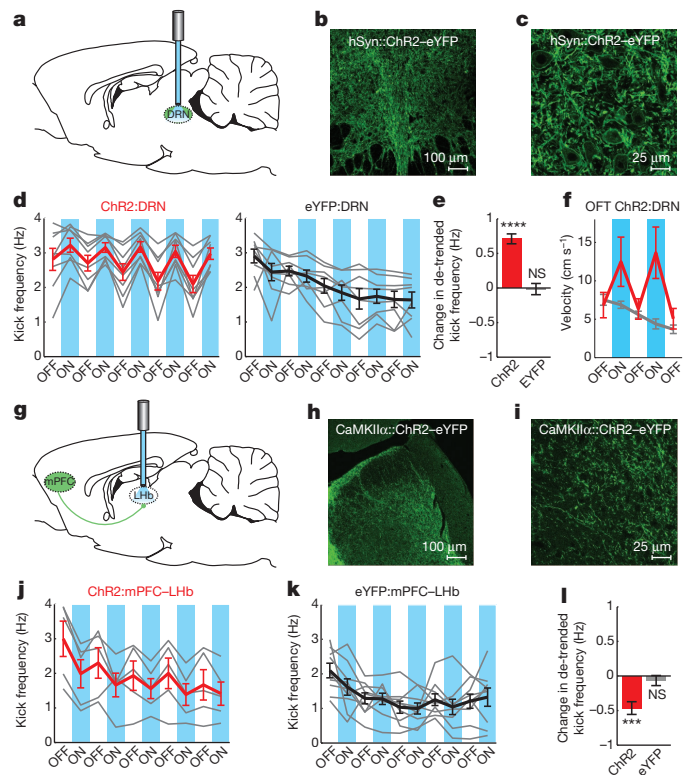 a
DRN
b
hSyn::ChR2–eYFP
100 μm
c
hSyn::ChR2–eYFP
25 μm
d
ChR2:DRN
Kick frequency (Hz)
4
3
2
1
0
OFF ON OFF ON OFF ON OFF ON OFF ON
eYFP:DRN
4
3
2
1
0
OFF ON OFF ON OFF ON OFF ON OFF ON
e
Change in de-trended
kick frequency (Hz)
1
0.5
0
−0.5
−1
****
NS
ChR2
EYFP
f
OFT ChR2:DRN
Velocity (cm s⁻¹)
20
15
10
5
0
OFF ON OFF ON OFF
g
mPFC
LHb
h
CaMKIIα::ChR2–eYFP
100 μm
i
CaMKIIα::ChR2–eYFP
25 μm
j
ChR2:mPFC–LHb
Kick frequency (Hz)
4
3
2
1
0
OFF ON OFF ON OFF ON OFF ON OFF ON
k
eYFP:mPFC–LHb
Kick frequency (Hz)
4
3
2
1
0
OFF ON OFF ON OFF ON OFF ON OFF ON
l
Change in de-trended
kick frequency (Hz)
1
0.5
0
−0.5
−1
***
NS
ChR2
eYFP